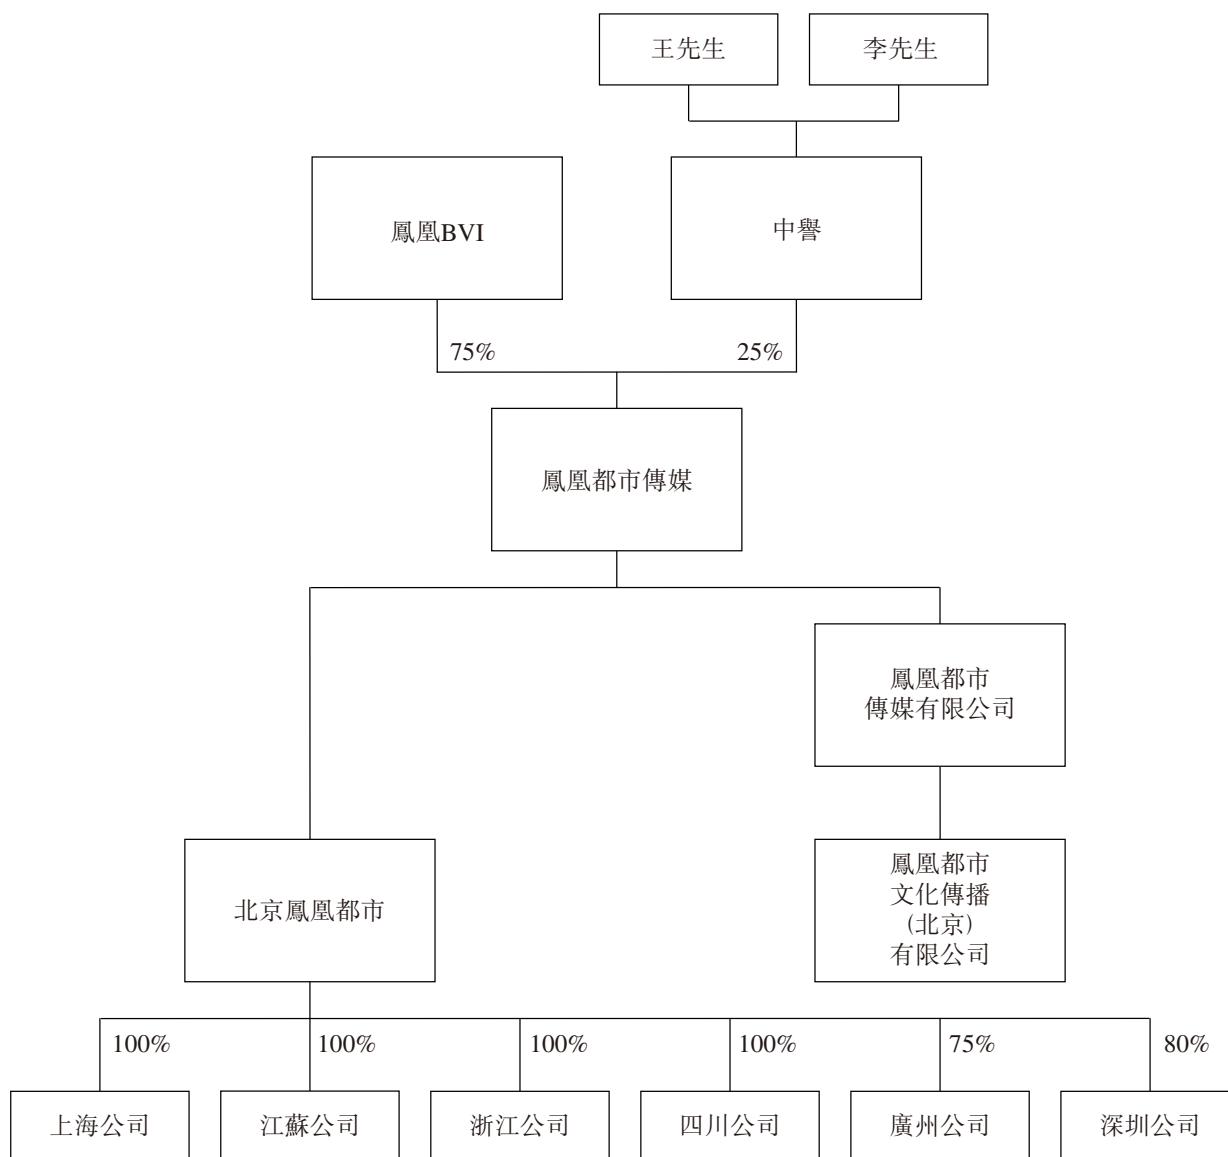 王先生
李先生
鳳凰BVI
中譽
75%
25%
鳳凰都市傳媒
鳳凰都市
傳媒有限公司
北京鳳凰都市
鳳凰都市
文化傳播
(北京)
有限公司
100%
100%
100%
100%
75%
80%
上海公司
江蘇公司
浙江公司
四川公司
廣州公司
深圳公司